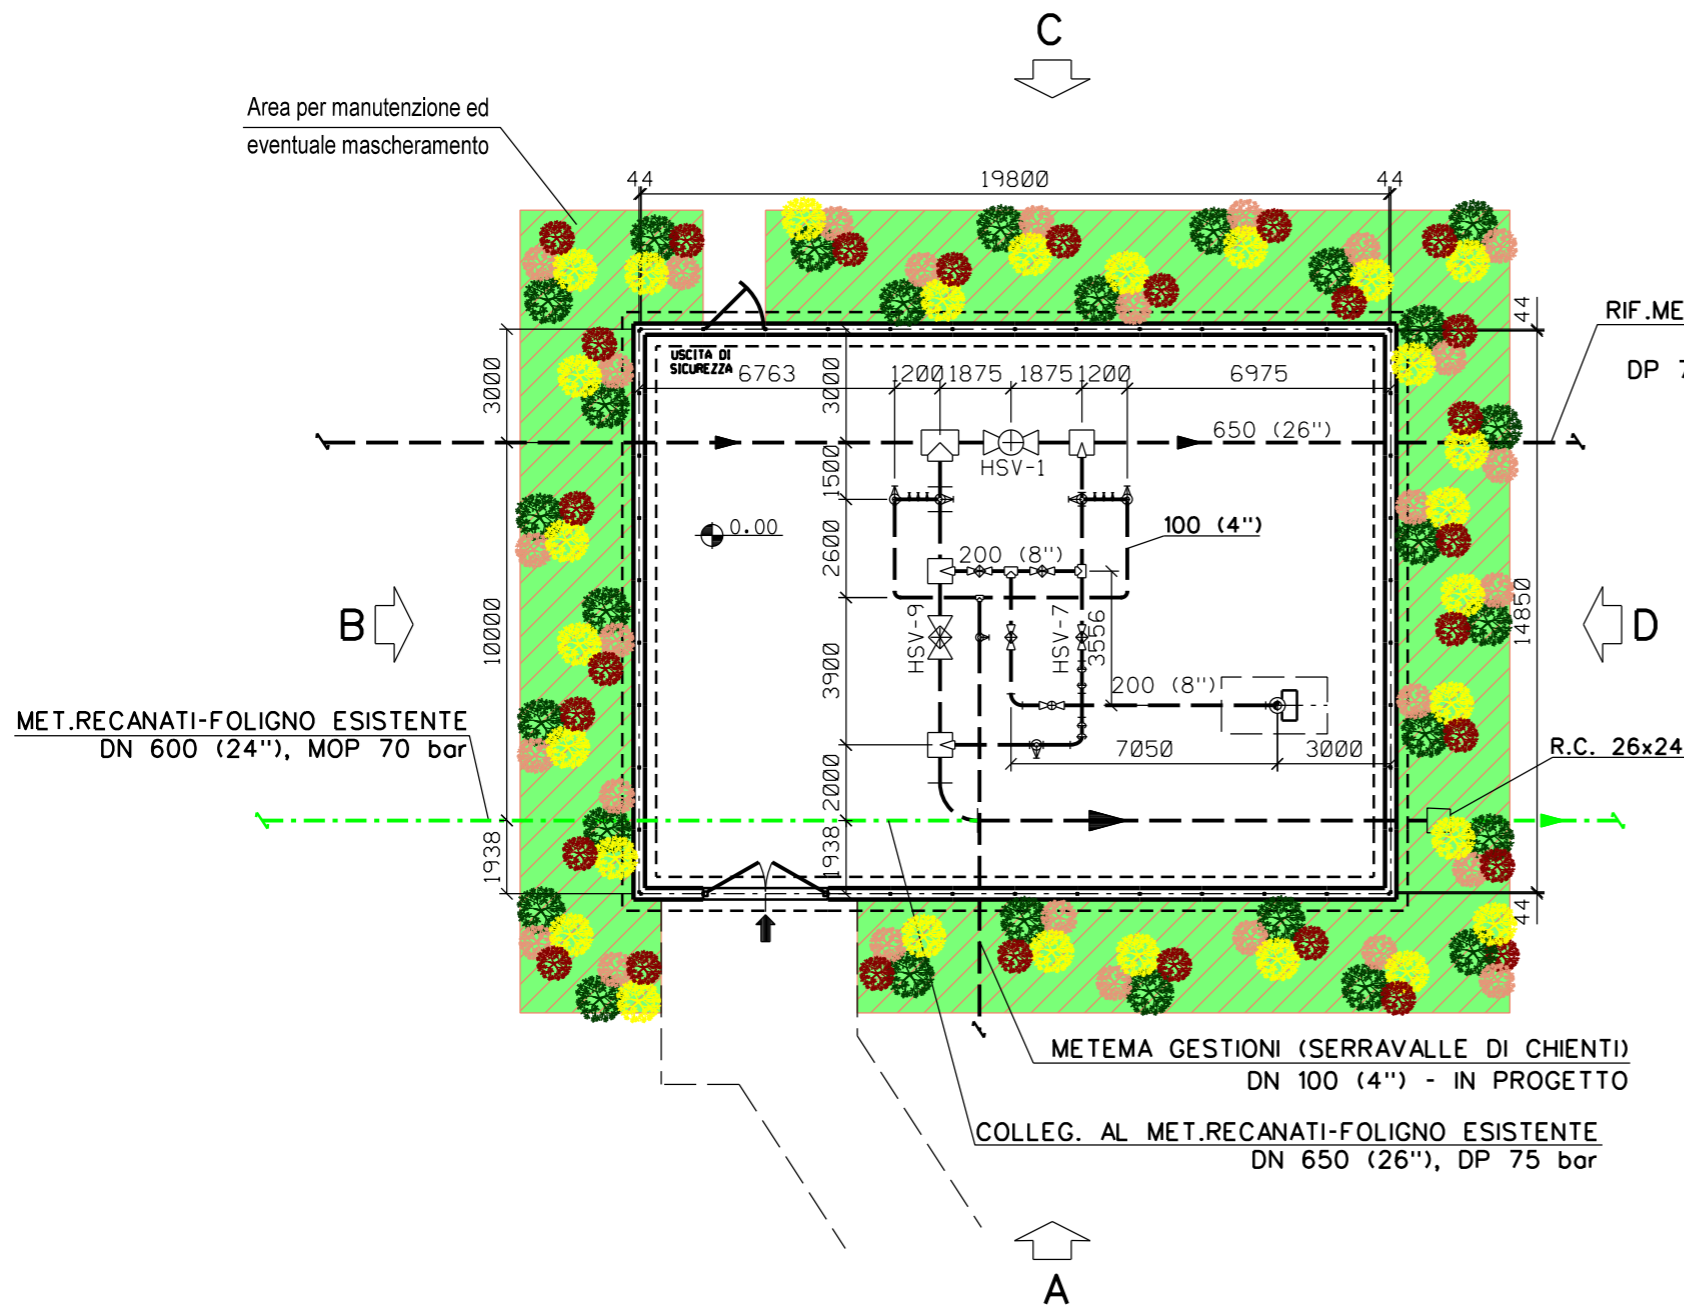 C
Area per manutenzione ed
eventuale mascheramento
44
19800
44
44
RIF.ME
DP 7
USCITA DI
SICUREZZA
6763
1200
1875
1875
1200
6975
3000
3000
650 (26")
HSV-1
1500
0.00
100 (4")
2600
200 (8")
B
10000
HSV-9
HSV-7
3556
14850
D
3900
200 (8")
MET.RECANATI-FOLIGNO ESISTENTE
DN 600 (24"), MOP 70 bar
7050
3000
R.C. 26x24
2000
1938
1938
44
METEMA GESTIONI (SERRAVALLE DI CHIENTI)
DN 100 (4") - IN PROGETTO
COLLEG. AL MET.RECANATI-FOLIGNO ESISTENTE
DN 650 (26"), DP 75 bar
A